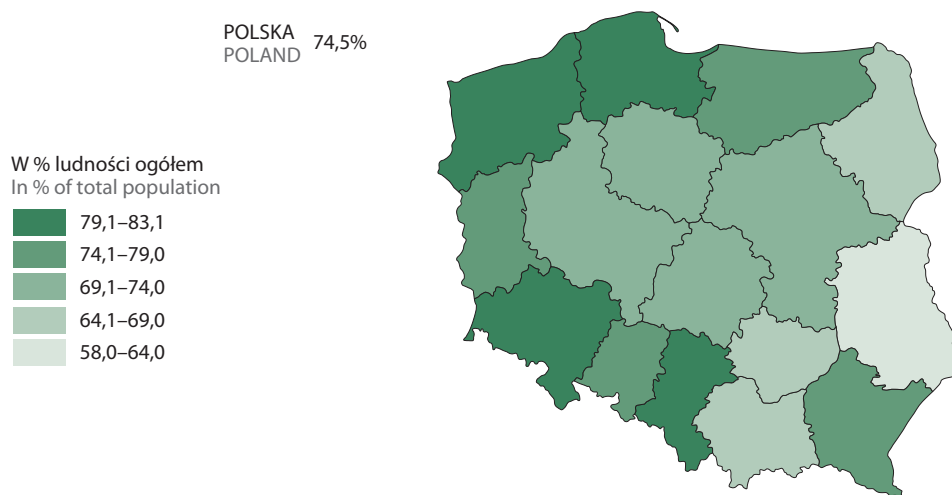 POLSKA
POLAND 74,5%
W % ludności ogółem
In % of total population
79,1–83,1
74,1–79,0
69,1–74,0
64,1–69,0
58,0–64,0